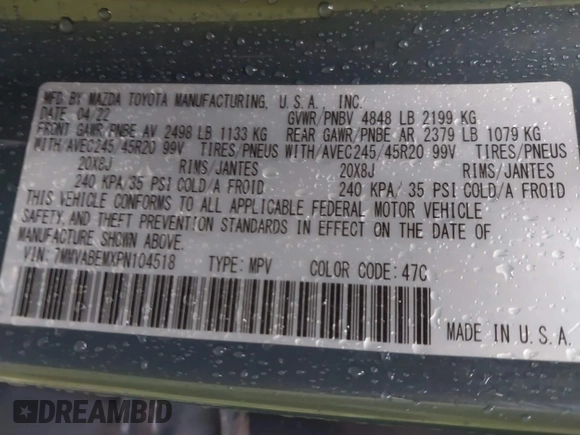 MFD. BY MAZDA TOYOTA MANUFACTURING, U.S.A., INC.
DATE 04/22 GVWR/PNBV 4848 LB 2199 KG
FRONT GAWR/PNBE AV 2498 LB 1133 KG REAR GAWR/PNBE AR 2379 LB 1079 KG
WITH/AVEC245/45R20 99V TIRES/PNEUS WITH/AVEC245/45R20 99V TIRES/PNEUS
20X8J RIMS/JANTES 20X8J RIMS/JANTES
240 KPA/ 35 PSI COLD/A FROID 240 KPA/ 35 PSI COLD/A FROID
THIS VEHICLE CONFORMS TO ALL APPLICABLE FEDERAL MOTOR VEHICLE
SAFETY, AND THEFT PREVENTION STANDARDS IN EFFECT ON THE DATE OF
MANUFACTURE SHOWN ABOVE.
VIN: 7MMVABEMXPN104518 TYPE: MPV COLOR CODE: 47C
MADE IN U.S.A.
DREAMBID